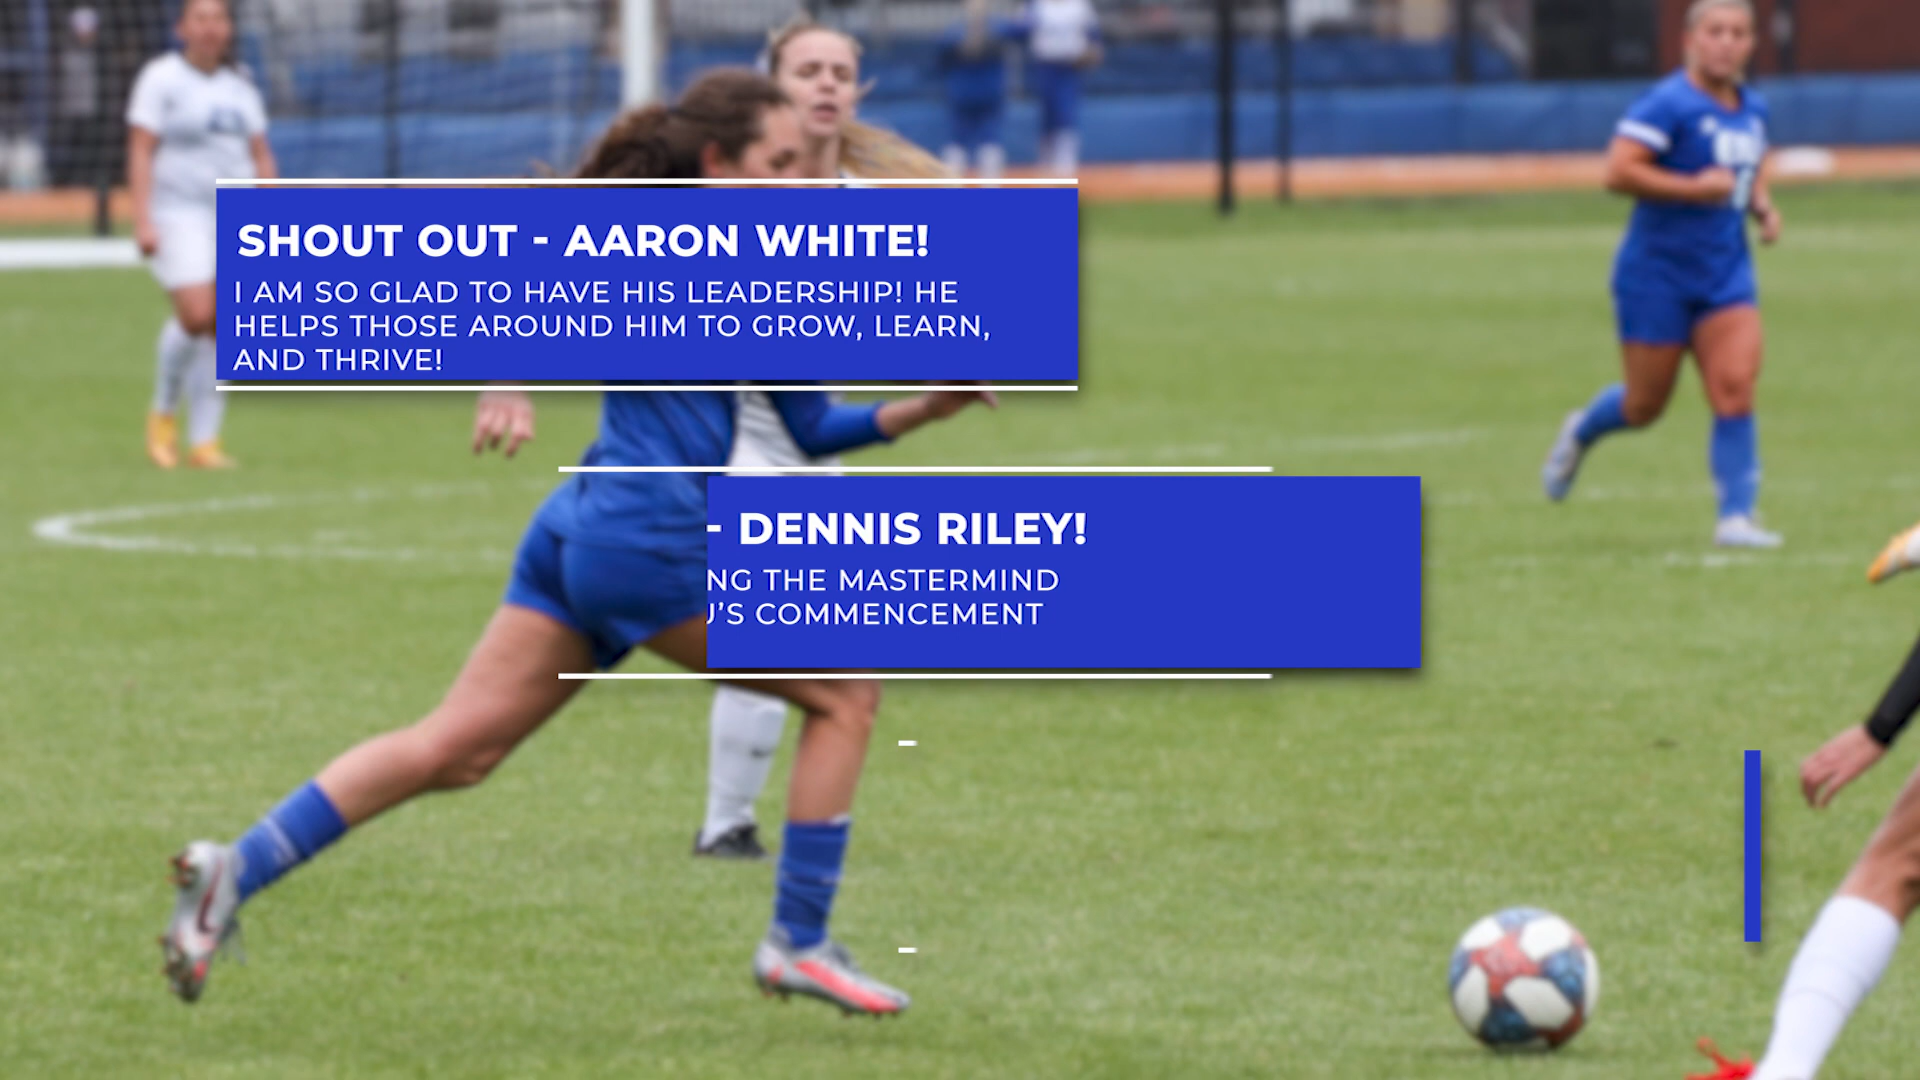 SHOUT OUT - AARON WHITE!
I AM SO GLAD TO HAVE HIS LEADERSHIP! HE
HELPS THOSE AROUND HIM TO GROW, LEARN,
AND THRIVE!
- DENNIS RILEY!
NG THE MASTERMIND
'S COMMENCEMENT